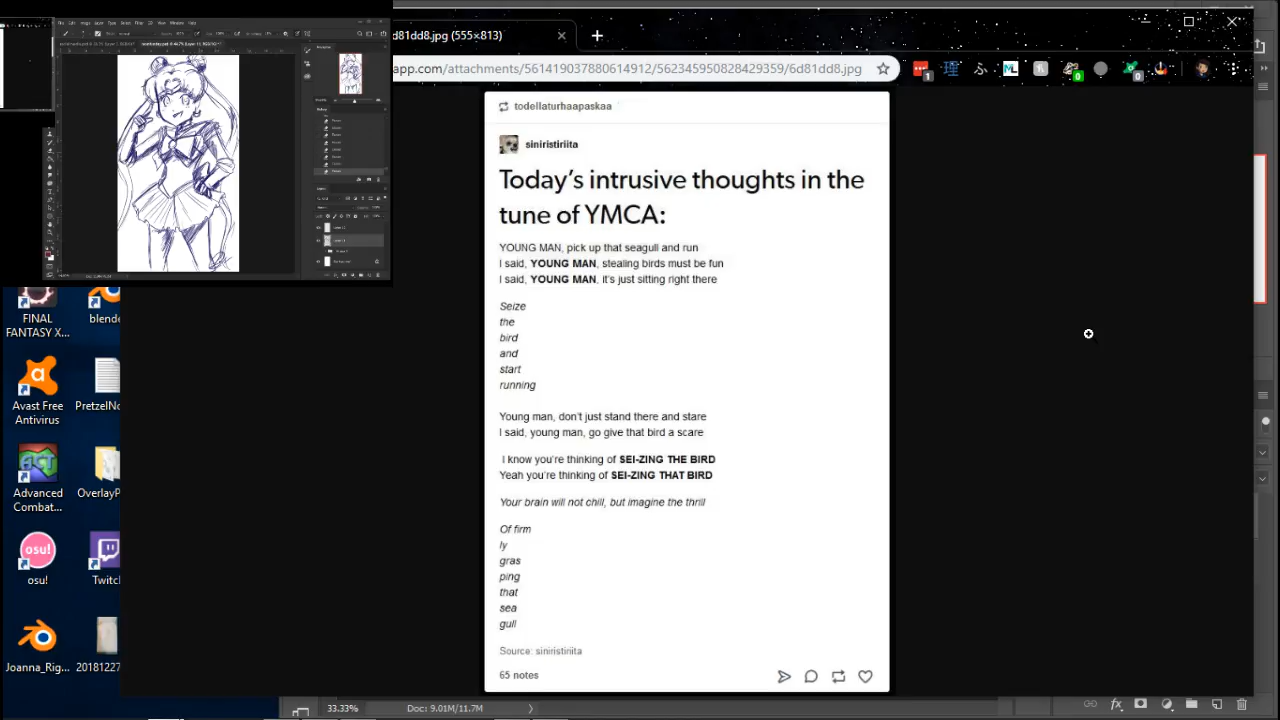 d81dd8.jpg (555×813)
app.com/attachments/561419037880614912/562345950828429359/6d81dd8.jpg
1
0
0
todellaturhaapaskaa
siniristiriita
Today's intrusive thoughts in the
tune of YMCA:
YOUNG MAN, pick up that seagull and run
I said, YOUNG MAN, stealing birds must be fun
I said, YOUNG MAN, it's just sitting right there
Seize
the
bird
and
start
running
Young man, don't just stand there and stare
I said, young man, go give that bird a scare
I know you're thinking of SEI-ZING THE BIRD
Yeah you're thinking of SEI-ZING THAT BIRD
Your brain will not chill, but imagine the thrill
Of firm
ly
gras
ping
that
sea
gull
Source: siniristiriita
65 notes
FINAL
FANTASY X...
blende
Avast Free
Antivirus
PretzelNo
Advanced
Combat...
OverlayP
osu!
Twitch
Joanna_Rig...
20181227
33.33%
Doc: 9.01M/11.7M